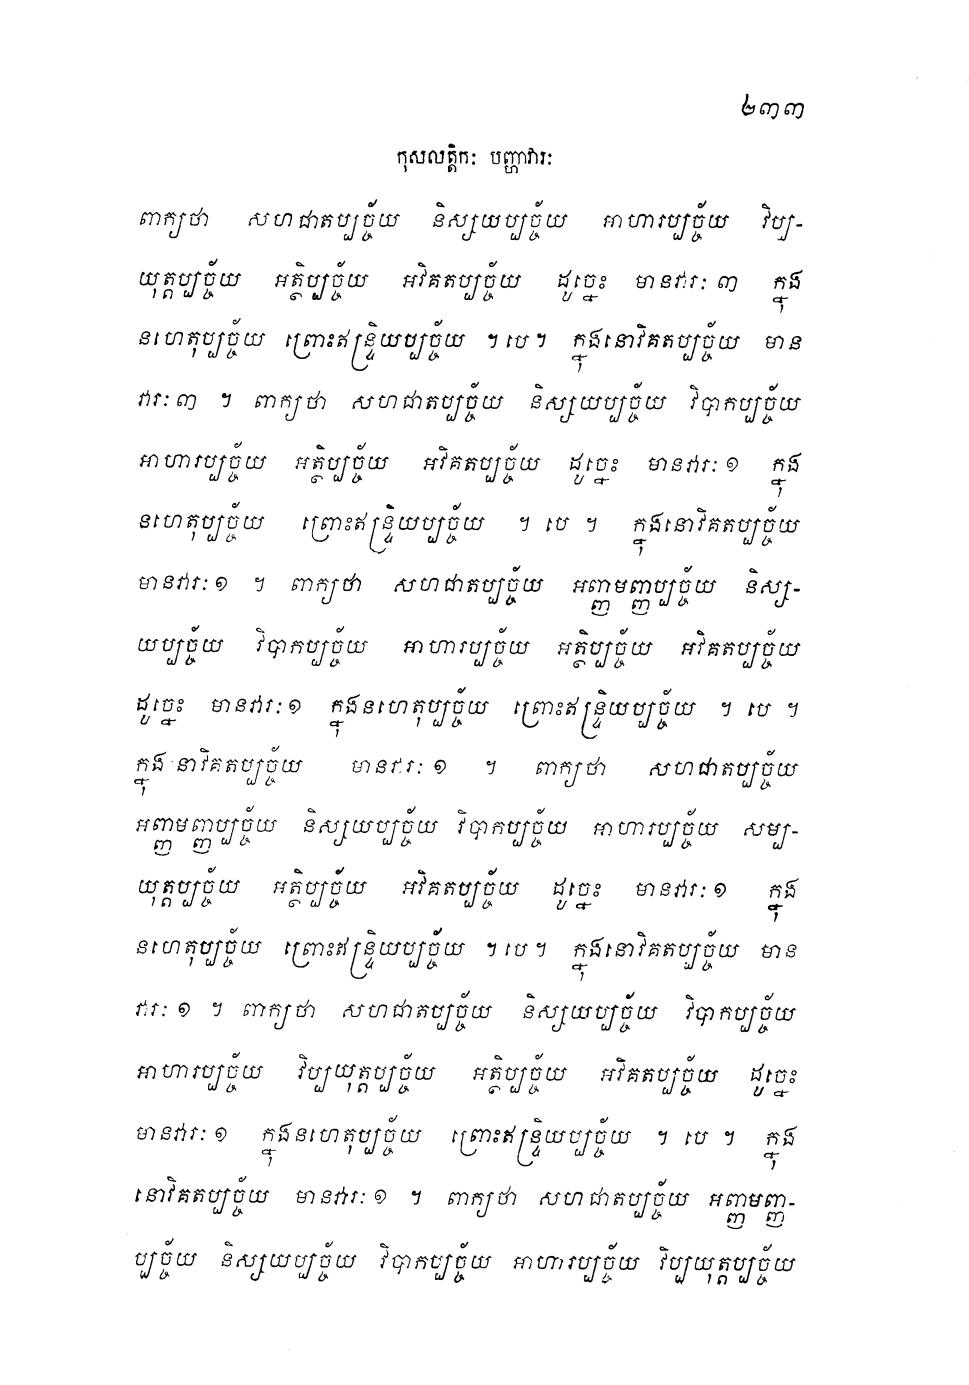 ២៣៣
កុសលត្តិកៈ បញ្ហាវារៈ
ពាក្យថា សហជាតប្បច្ច័យ និស្សយប្បច្ច័យ អាហារប្បច្ច័យ វិប្ប-
យុត្តប្បច្ច័យ អត្ថិប្បច្ច័យ អវិគតប្បច្ច័យ ដូច្នេះ មានវារៈ ៣ ក្នុង
នហេតុប្បច្ច័យ ព្រោះឥន្ទ្រិយប្បច្ច័យ ។ បេ ។ ក្នុងនោវិគតប្បច្ច័យ មាន
វារៈ ៣ ។ ពាក្យថា សហជាតប្បច្ច័យ និស្សយប្បច្ច័យ វិបាកប្បច្ច័យ
អាហារប្បច្ច័យ អត្ថិប្បច្ច័យ អវិគតប្បច្ច័យ ដូច្នេះ មានវារៈ ១ ក្នុង
នហេតុប្បច្ច័យ ព្រោះឥន្ទ្រិយប្បច្ច័យ ។ បេ ។ ក្នុងនោវិគតប្បច្ច័យ
មានវារៈ ១ ។ ពាក្យថា សហជាតប្បច្ច័យ អញ្ញមញ្ញប្បច្ច័យ និស្ស-
យប្បច្ច័យ វិបាកប្បច្ច័យ អាហារប្បច្ច័យ អត្ថិប្បច្ច័យ អវិគតប្បច្ច័យ
ដូច្នេះ មានវារៈ ១ ក្នុងនហេតុប្បច្ច័យ ព្រោះឥន្ទ្រិយប្បច្ច័យ ។ បេ ។
ក្នុង នាវិគតប្បច្ច័យ មានវារៈ ១ ។ ពាក្យថា សហជាតប្បច្ច័យ
អញ្ញមញ្ញប្បច្ច័យ និស្សយប្បច្ច័យ វិបាកប្បច្ច័យ អាហារប្បច្ច័យ សម្ប-
យុត្តប្បច្ច័យ អត្ថិប្បច្ច័យ អវិគតប្បច្ច័យ ដូច្នេះ មានវារៈ ១ ក្នុង
នហេតុប្បច្ច័យ ព្រោះឥន្ទ្រិយប្បច្ច័យ ។ បេ ។ ក្នុងនោវិគតប្បច្ច័យ មាន
វារៈ ១ ។ ពាក្យថា សហជាតប្បច្ច័យ និស្សយប្បច្ច័យ វិបាកប្បច្ច័យ
អាហារប្បច្ច័យ វិប្បយុត្តប្បច្ច័យ អត្ថិប្បច្ច័យ អវិគតប្បច្ច័យ ដូច្នេះ
មានវារៈ ១ ក្នុងនហេតុប្បច្ច័យ ព្រោះឥន្ទ្រិយប្បច្ច័យ ។ បេ ។ ក្នុង
នោវិគតប្បច្ច័យ មានវារៈ ១ ។ ពាក្យថា សហជាតប្បច្ច័យ អញ្ញមញ្ញ-
ប្បច្ច័យ និស្សយប្បច្ច័យ វិបាកប្បច្ច័យ អាហារប្បច្ច័យ វិប្បយុត្តប្បច្ច័យ